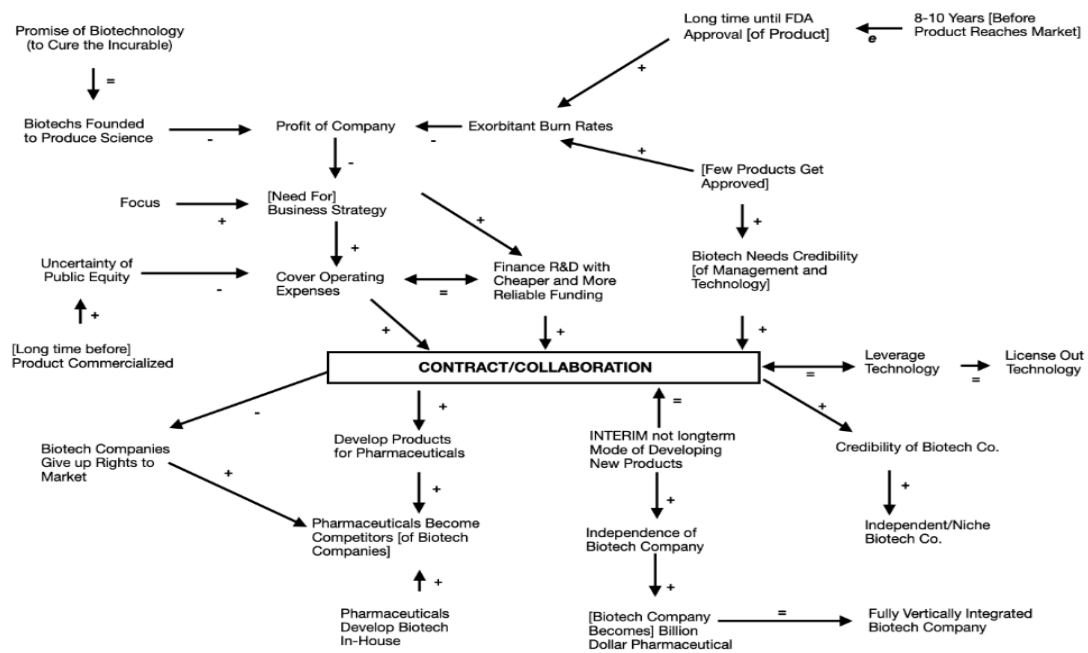 Promise of Biotechnology
(to Cure the Incurable)
=
Long time until FDA
Approval [of Product]
e
8-10 Years [Before
Product Reaches Market]
+
Biotechs Founded
to Produce Science
-
Profit of Company
-
Exorbitant Burn Rates
+
[Few Products Get
Approved]
-
Focus
+
[Need For]
Business Strategy
+
+
+
Uncertainty of
Public Equity
-
Cover Operating
Expenses
=
Finance R&D with
Cheaper and More
Reliable Funding
Biotech Needs Credibility
[of Management and
Technology]
+
[Long time before]
Product Commercialized
+
+
+
CONTRACT/COLLABORATION
=
Leverage
Technology
=
License Out
Technology
-
+
=
+
Biotech Companies
Give up Rights to
Market
Develop Products
for Pharmaceuticals
INTERIM not longterm
Mode of Developing
New Products
Credibility of Biotech Co.
+
+
+
+
Pharmaceuticals Become
Competitors [of Biotech
Companies]
Independence of
Biotech Company
Independent/Niche
Biotech Co.
+
+
Pharmaceuticals
Develop Biotech
In-House
[Biotech Company
Becomes] Billion
Dollar Pharmaceutical
=
Fully Vertically Integrated
Biotech Company